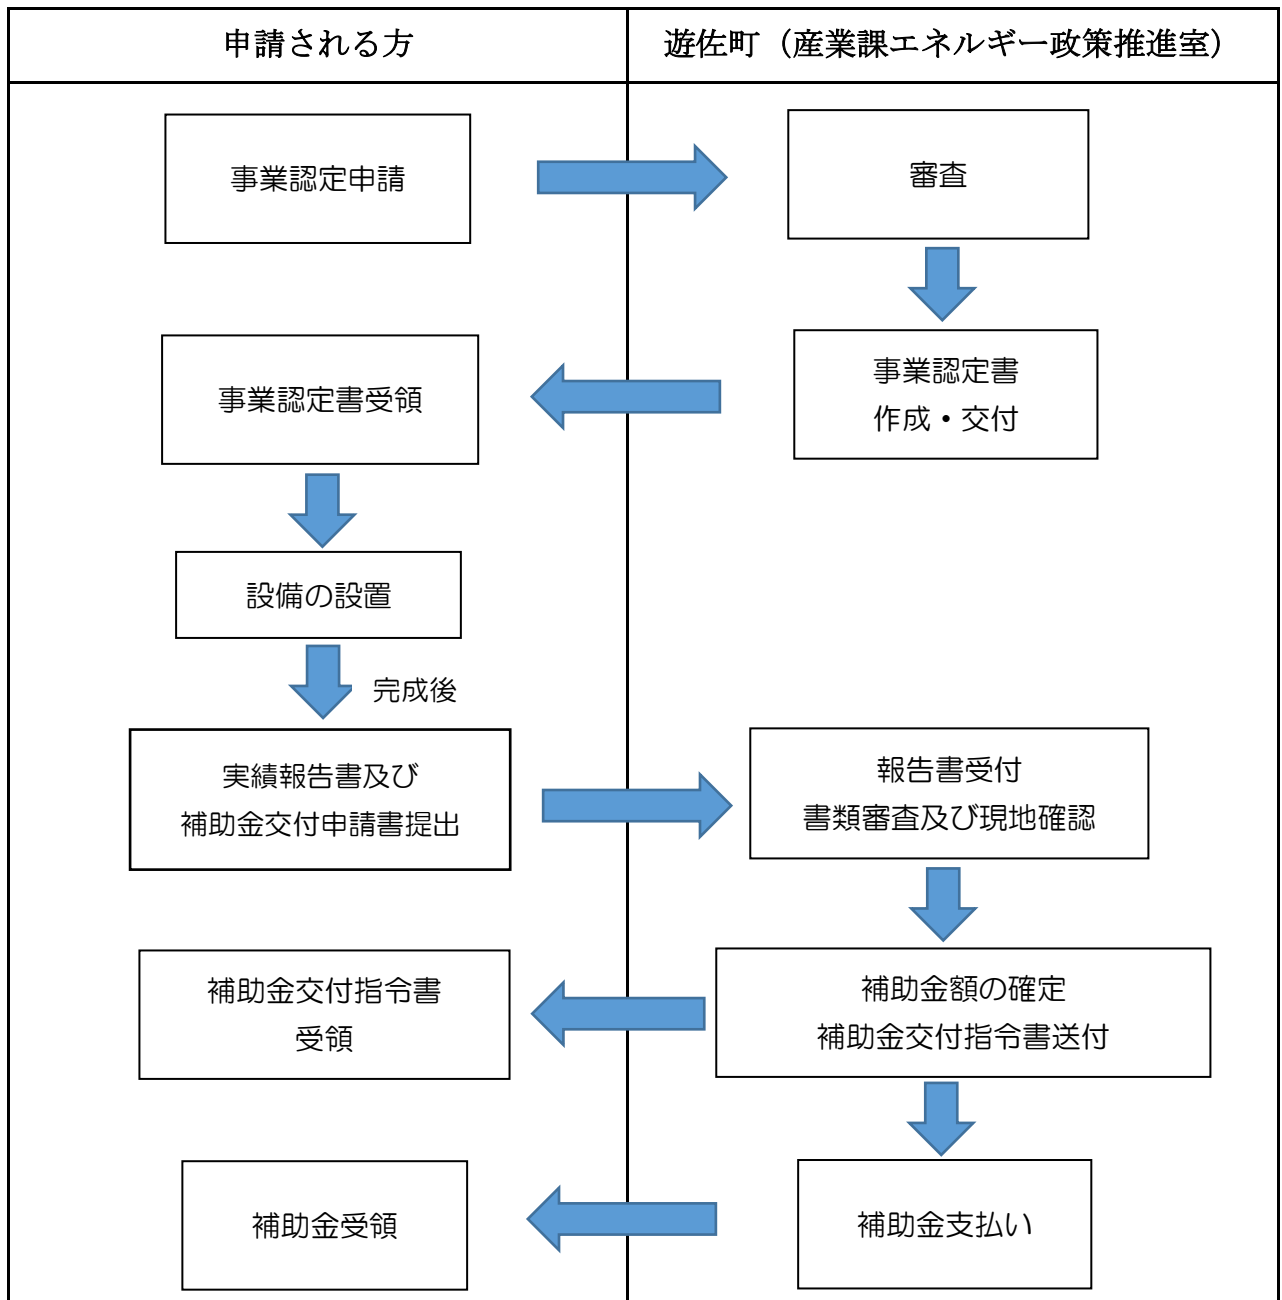 申請される方
遊佐町（産業課エネルギー政策推進室）
事業認定申請
審査
事業認定書
作成・交付
事業認定書受領
設備の設置
完成後
実績報告書及び
補助金交付申請書提出
報告書受付
書類審査及び現地確認
補助金額の確定
補助金交付指令書送付
補助金交付指令書
受領
補助金支払い
補助金受領